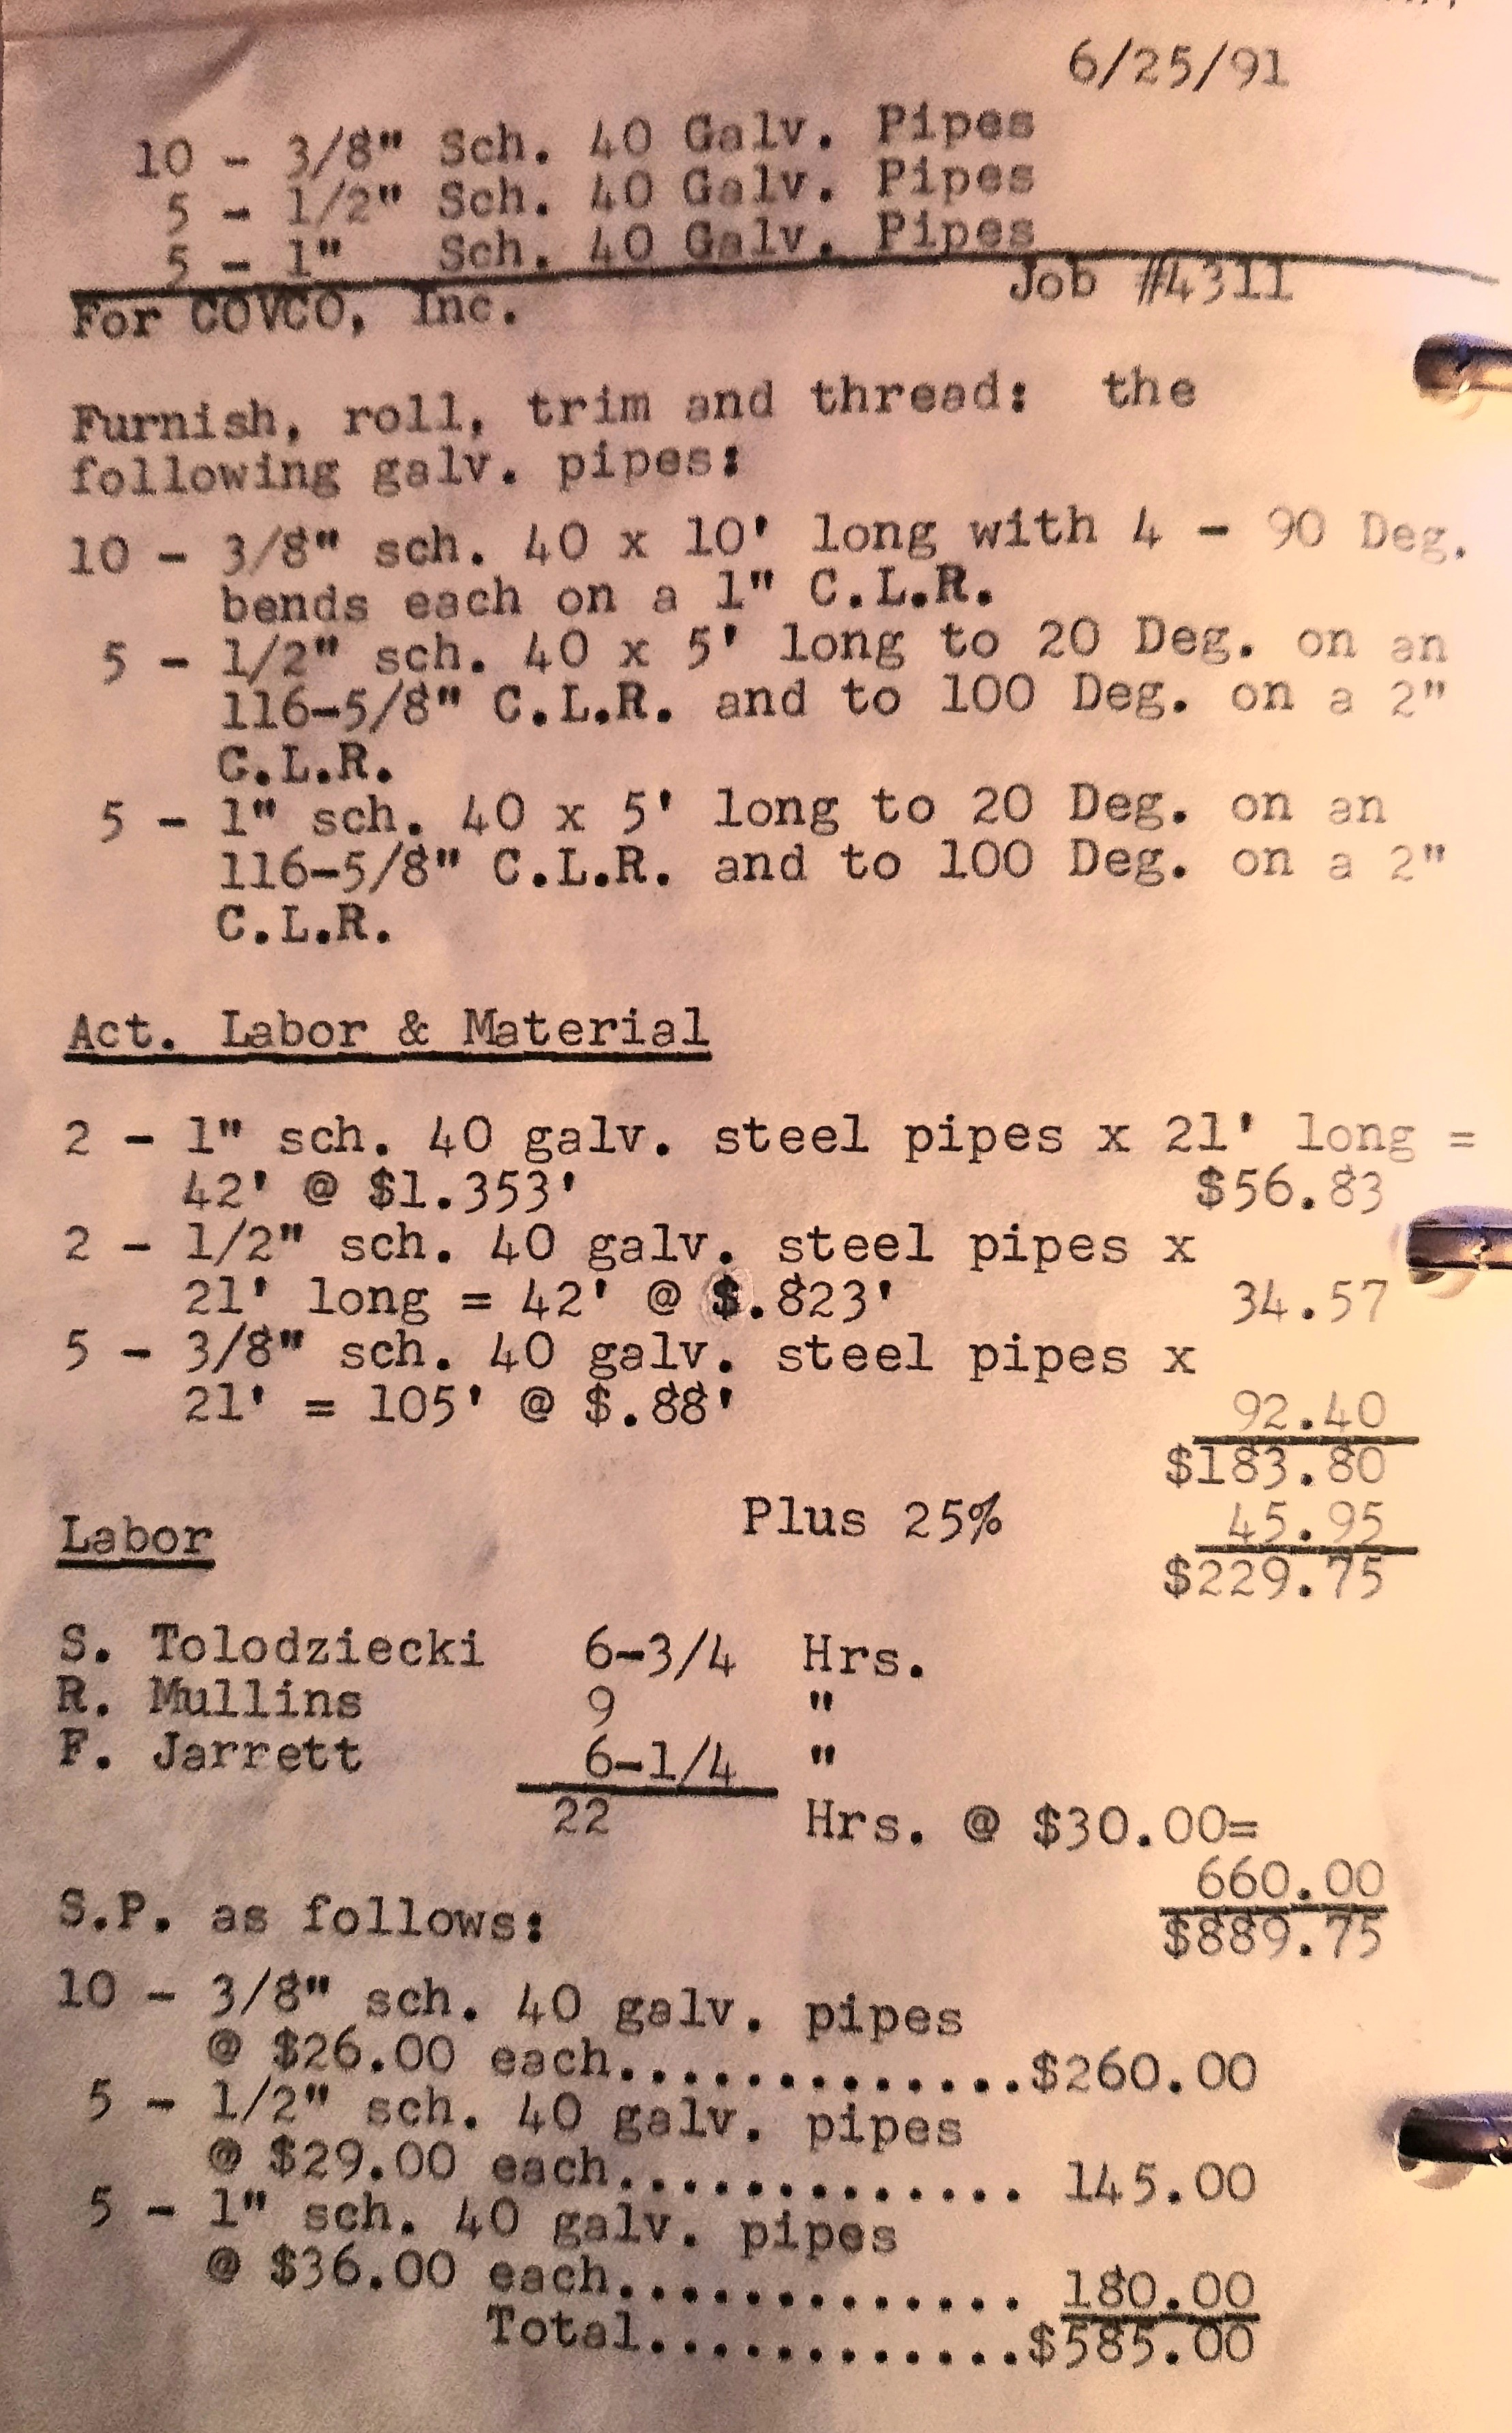 6/25/91
10 - 3/8" Sch. 40 Galv. Pipes
5 - 1/2" Sch. 40 Galv. Pipes
5 - 1" Sch. 40 Galv. Pipes
For COVCO, Inc. Job #4311
Furnish, roll, trim and thread: the
following galv. pipes:
10 - 3/8" sch. 40 x 10' long with 4 - 90 Deg.
bends each on a 1" C.L.R.
5 - 1/2" sch. 40 x 5' long to 20 Deg. on an
116-5/8" C.L.R. and to 100 Deg. on a 2"
C.L.R.
5 - 1" sch. 40 x 5' long to 20 Deg. on an
116-5/8" C.L.R. and to 100 Deg. on a 2"
C.L.R.
Act. Labor & Material
2 - 1" sch. 40 galv. steel pipes x 21' long =
42' @ $1.353' $56.83
2 - 1/2" sch. 40 galv. steel pipes x
21' long = 42' @ $.823' 34.57
5 - 3/8" sch. 40 galv. steel pipes x
21' = 105' @ $.88' 92.40
$183.80
Labor Plus 25% 45.95
$229.75
S. Tolodziecki 6-3/4 Hrs.
R. Mullins 9 "
F. Jarrett 6-1/4 "
22 Hrs. @ $30.00=
660.00
S.P. as follows: $889.75
10 - 3/8" sch. 40 galv. pipes
@ $26.00 each.............$260.00
5 - 1/2" sch. 40 galv. pipes
@ $29.00 each............. 145.00
5 - 1" sch. 40 galv. pipes
@ $36.00 each............. 180.00
Total............$585.00